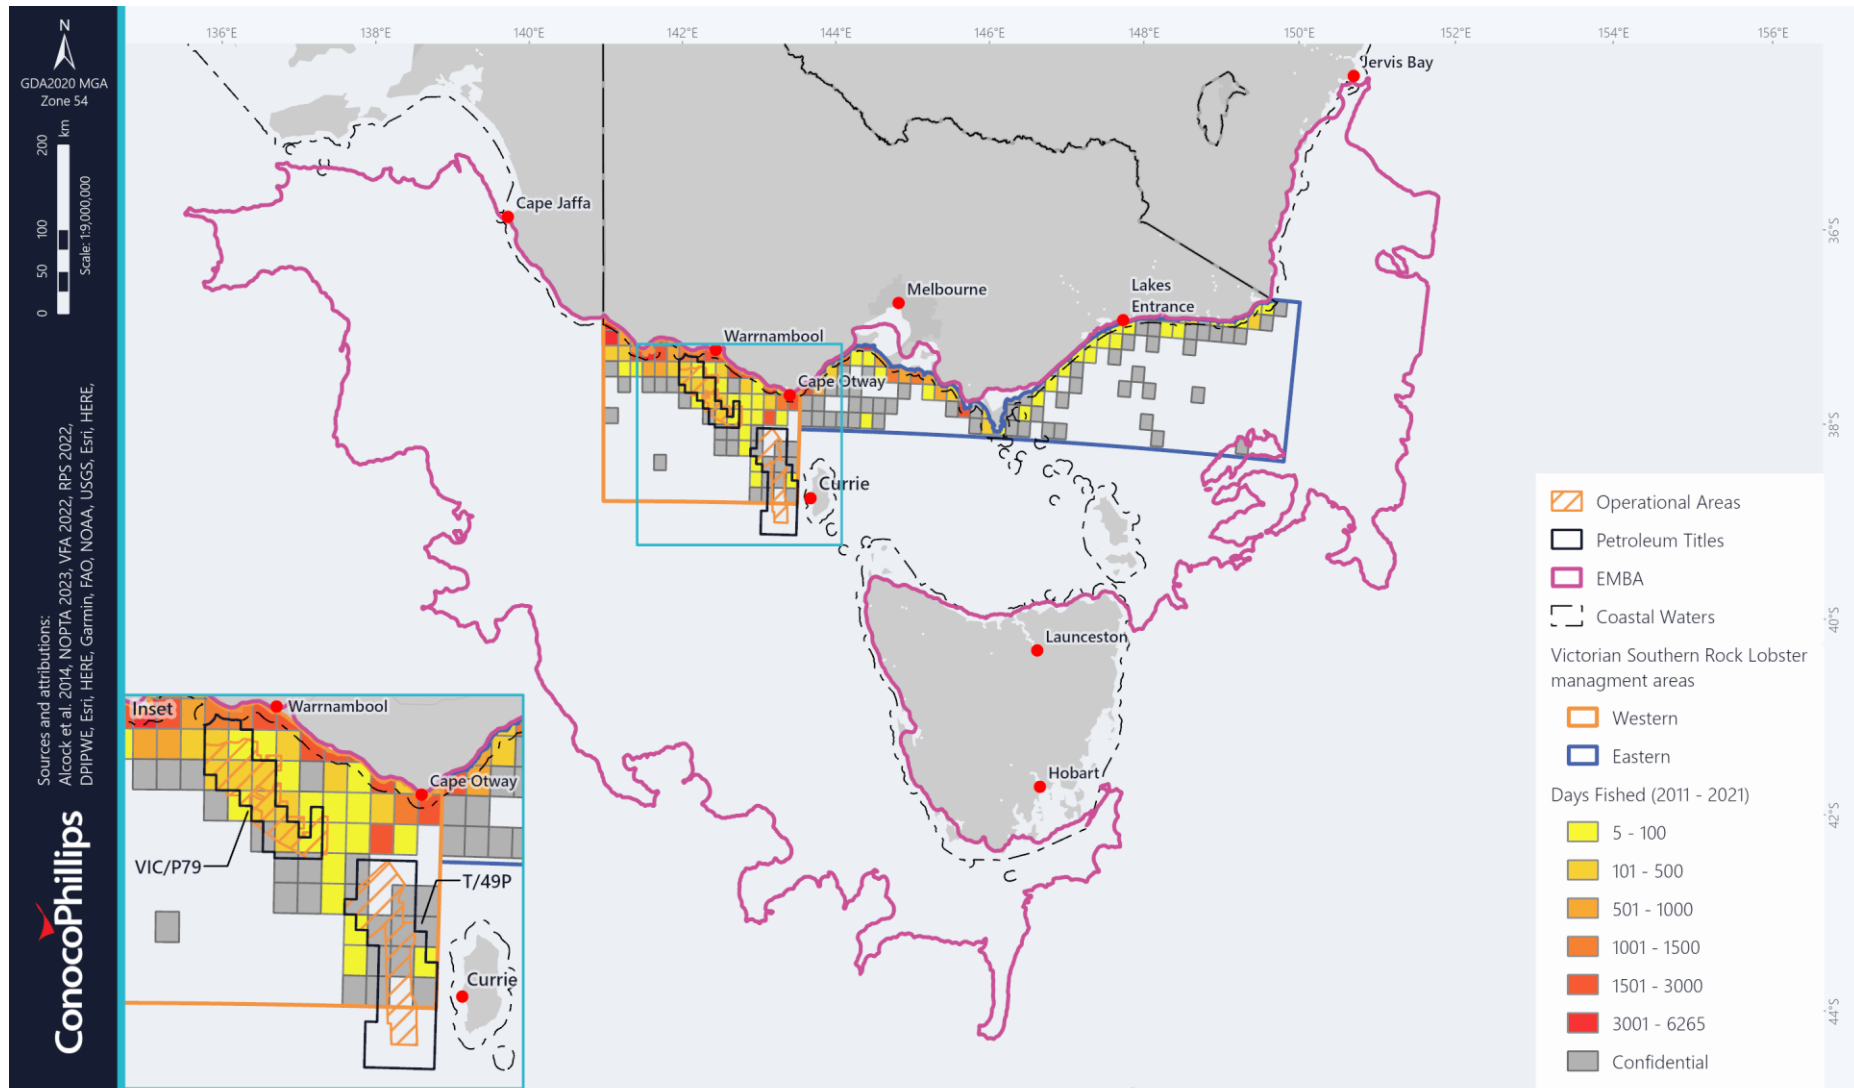 N
GDA2020 MGA
Zone 54
0 50 100 200
km
Scale: 1:9,000,000
Sources and attributions:
Alcock et al. 2014, NOPTA 2023, VFA 2022, RPS 2022,
DPIPWE, Esri, HERE, Garmin, FAO, NOAA, USGS, Esri, HERE,
ConocoPhillips
136°E 138°E 140°E 142°E 144°E 146°E 148°E 150°E 152°E 154°E 156°E
36°S
38°S
40°S
42°S
44°S
Jervis Bay
Cape Jaffa
Melbourne
Lakes
Entrance
Warrnambool
Cape Otway
Currie
Launceston
Hobart
Inset
Warrnambool
Cape Otway
VIC/P79
T/49P
Currie
Operational Areas
Petroleum Titles
EMBA
Coastal Waters
Victorian Southern Rock Lobster
managment areas
Western
Eastern
Days Fished (2011 - 2021)
5 - 100
101 - 500
501 - 1000
1001 - 1500
1501 - 3000
3001 - 6265
Confidential